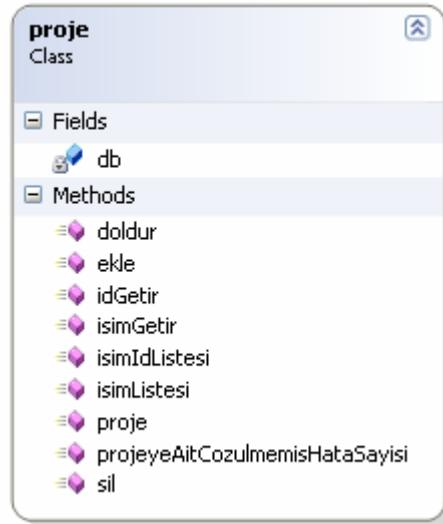 proje
Class
Fields
db
Methods
doldur
ekle
idGetir
isimGetir
isimIdListesi
isimListesi
proje
projeyeAitCozulmemisHataSayisi
sil